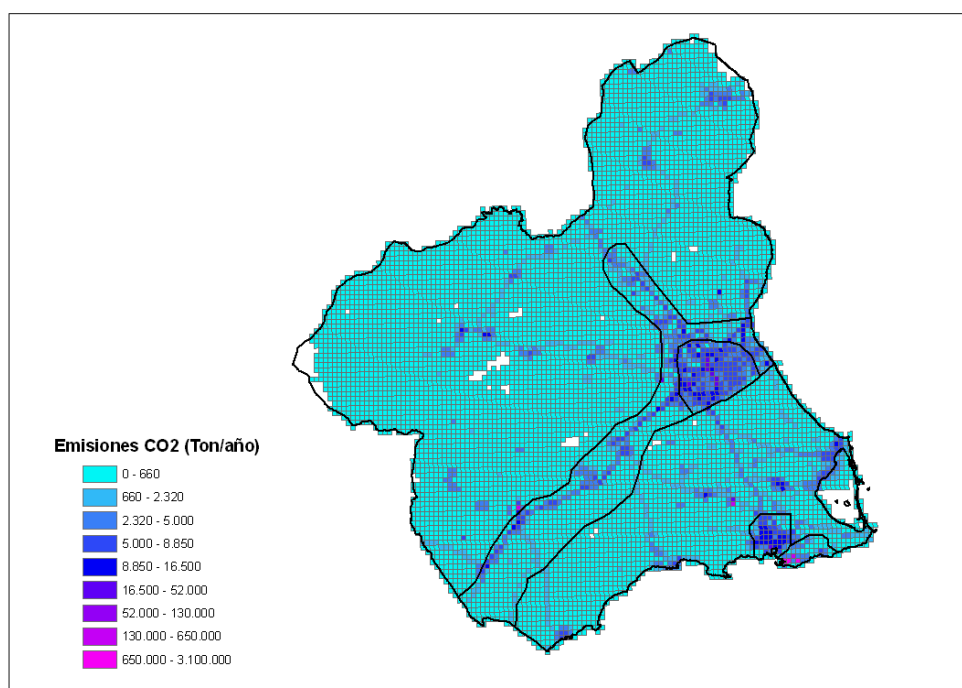 Emisiones CO2 (Ton/año)
0 - 660
660 - 2.320
2.320 - 5.000
5.000 - 8.850
8.850 - 16.500
16.500 - 52.000
52.000 - 130.000
130.000 - 650.000
650.000 - 3.100.000